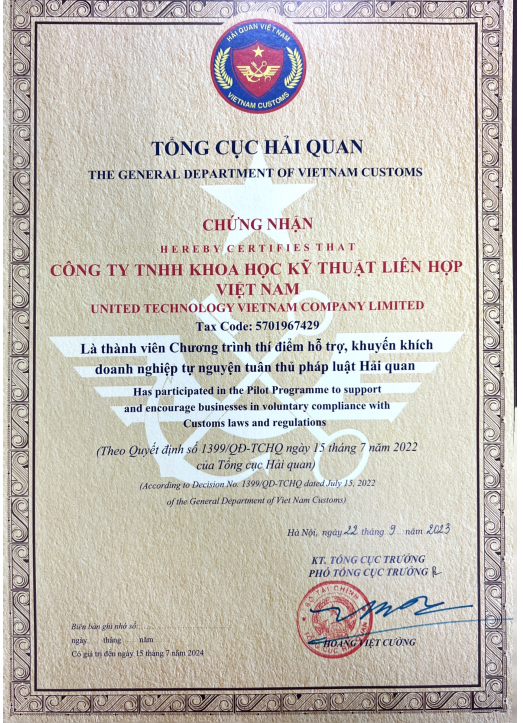 HẢI QUAN VIỆT NAM
VIETNAM CUSTOMS
TỔNG CỤC HẢI QUAN
THE GENERAL DEPARTMENT OF VIETNAM CUSTOMS
CHỨNG NHẬN
HEREBY CERTIFIES THAT
CÔNG TY TNHH KHOA HỌC KỸ THUẬT LIÊN HỢP
VIỆT NAM
UNITED TECHNOLOGY VIETNAM COMPANY LIMITED
Tax Code: 5701967429
Là thành viên Chương trình thí điểm hỗ trợ, khuyến khích
doanh nghiệp tự nguyện tuân thủ pháp luật Hải quan
Has participated in the Pilot Programme to support
and encourage businesses in voluntary compliance with
Customs laws and regulations
(Theo Quyết định số 1399/QĐ-TCHQ ngày 15 tháng 7 năm 2022
của Tổng cục Hải quan)
(According to Decision No. 1399/QD-TCHQ dated July 15, 2022
of the General Department of Viet Nam Customs)
Hà Nội, ngày 22 tháng 9 năm 2023
KT. TỔNG CỤC TRƯỞNG
PHÓ TỔNG CỤC TRƯỞNG
BỘ TÀI CHÍNH
TỔNG CỤC
HOÀNG VIỆT CƯỜNG
Biên bản ghi nhớ số:
ngày..... tháng ..... năm
Có giá trị đến ngày 15 tháng 7 năm 2024